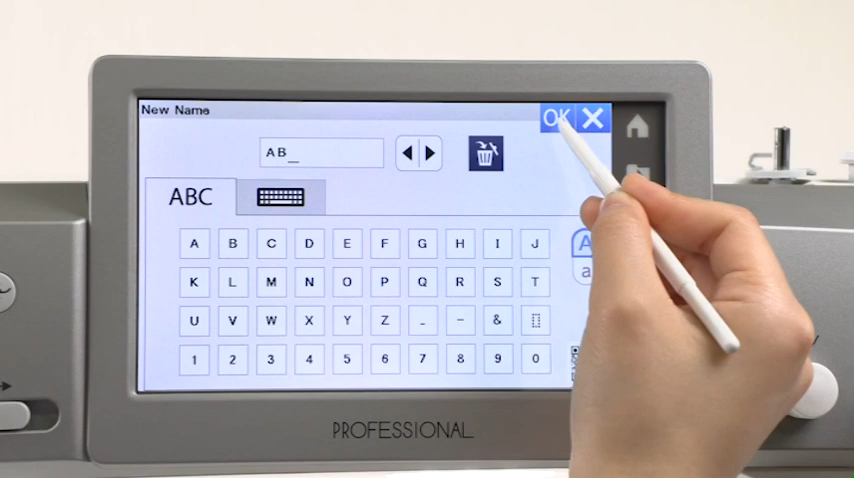 New Name
OK X
AB_
ABC
A B C D E F G H I J
K L M N O P Q R S T
U V W X Y Z _ - &
1 2 3 4 5 6 7 8 9 0
A
a
PROFESSIONAL